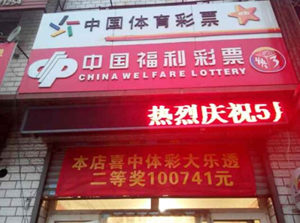 中国体育彩票
中国福利彩票
CHINA WELFARE LOTTERY
热烈庆祝5月
本店喜中体彩大乐透
二等奖100741元